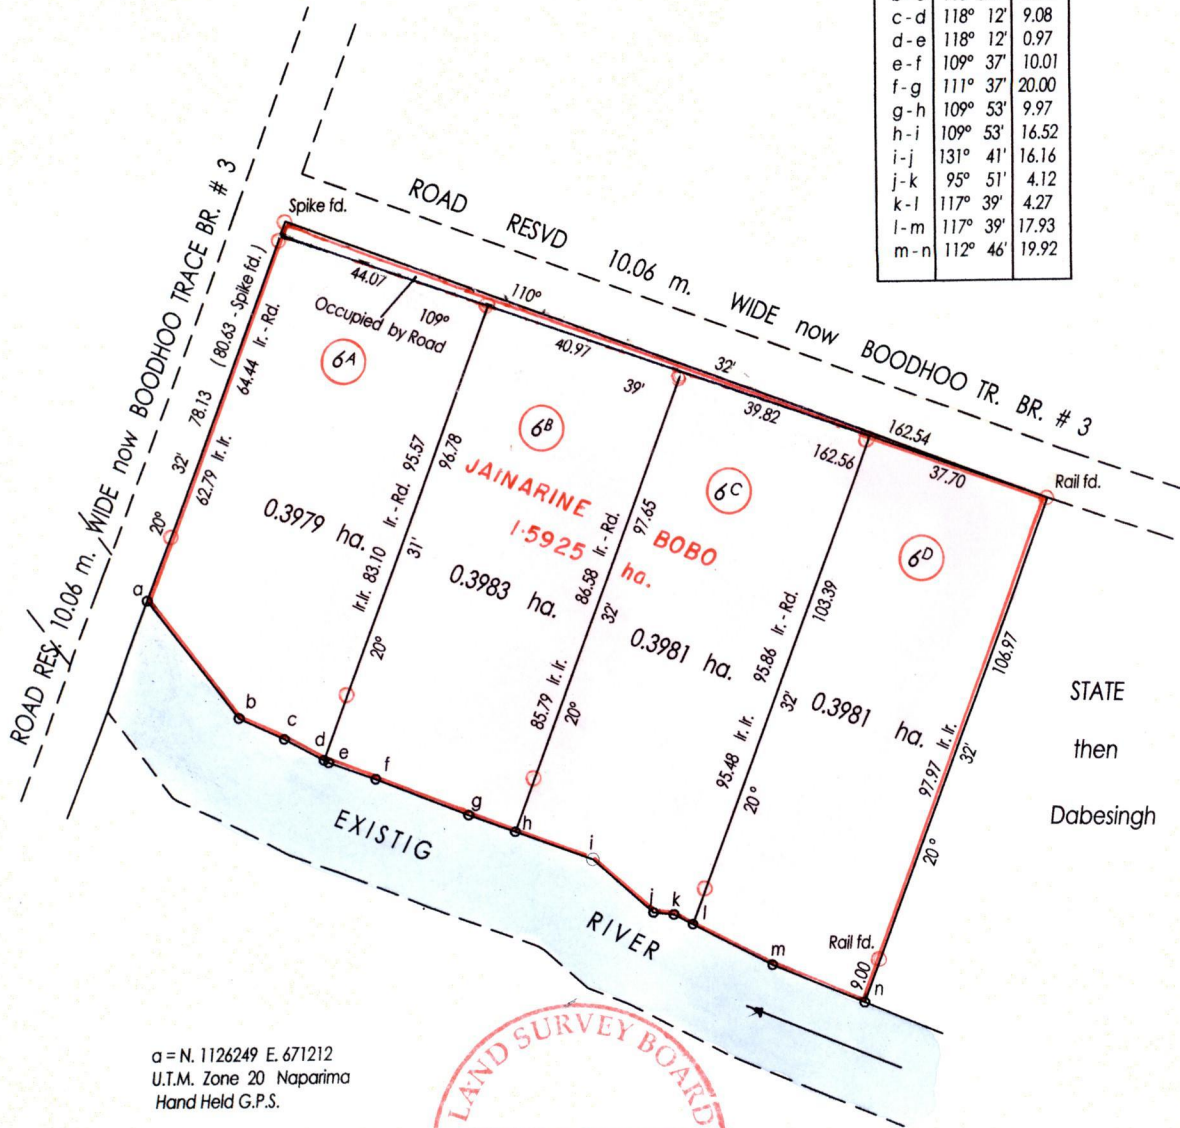 c - d 118° 12' 9.08
d - e 118° 12' 0.97
e - f 109° 37' 10.01
f - g 111° 37' 20.00
g - h 109° 53' 9.97
h - i 109° 53' 16.52
i - j 131° 41' 16.16
j - k 95° 51' 4.12
k - l 117° 39' 4.27
l - m 117° 39' 17.93
m - n 112° 46' 19.92
ROAD RES. 10.06 m. WIDE now BOODHOO TRACE BR. # 3
ROAD RESVD 10.06 m. WIDE now BOODHOO TR. BR. # 3
Spike fd.
44.07
Occupied by Road
109°
110°
40.97
39'
32'
39.82
162.54
162.56
37.70
Rail fd.
20° 32' 78.13 ( 80.63 - Spike fd. )
62.79 Ir. Ir.
64.44 Ir. - Rd.
6A
6B
6C
6D
JAINARINE BOBO
1.5925 ha.
0.3979 ha.
0.3983 ha.
0.3981 ha.
0.3981 ha.
Ir.Ir. 83.10 Ir. - Rd. 95.57
20° 31' 96.78
85.79 Ir. Ir. 86.58 Ir. - Rd.
20° 32' 97.65
95.48 Ir. Ir. 95.86 Ir. - Rd.
20° 32' 103.39
97.97 Ir. Ir.
20° 32' 106.97
Rail fd.
9.00
STATE
then
Dabesingh
a
b
c
d
e
f
g
h
i
j
k
l
m
n
EXISTIG RIVER
a = N. 1126249 E. 671212
U.T.M. Zone 20 Naparima
Hand Held G.P.S.
LAND SURVEY BOARD